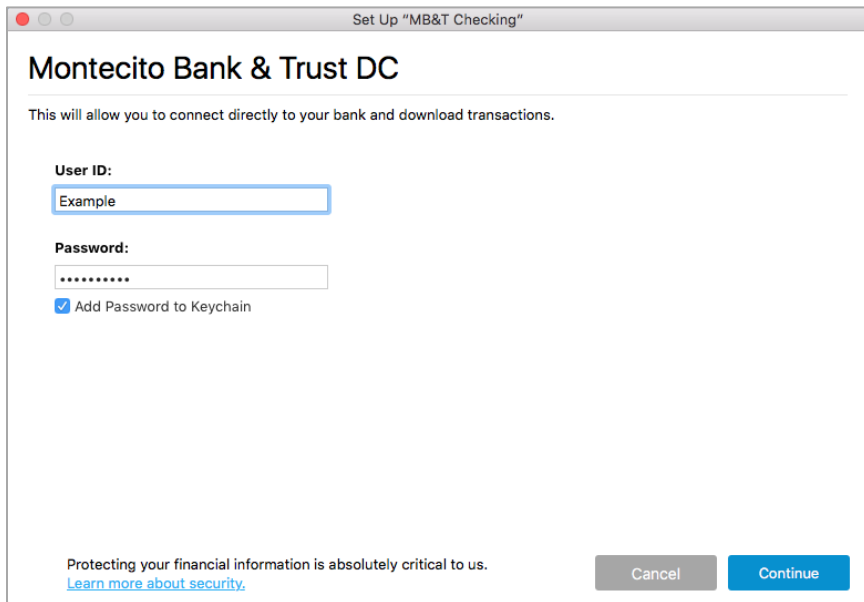 Set Up “MB&T Checking”
Montecito Bank & Trust DC
This will allow you to connect directly to your bank and download transactions.
User ID:
Example
Password:
••••••••••
Add Password to Keychain
Protecting your financial information is absolutely critical to us.
Learn more about security.
Cancel
Continue